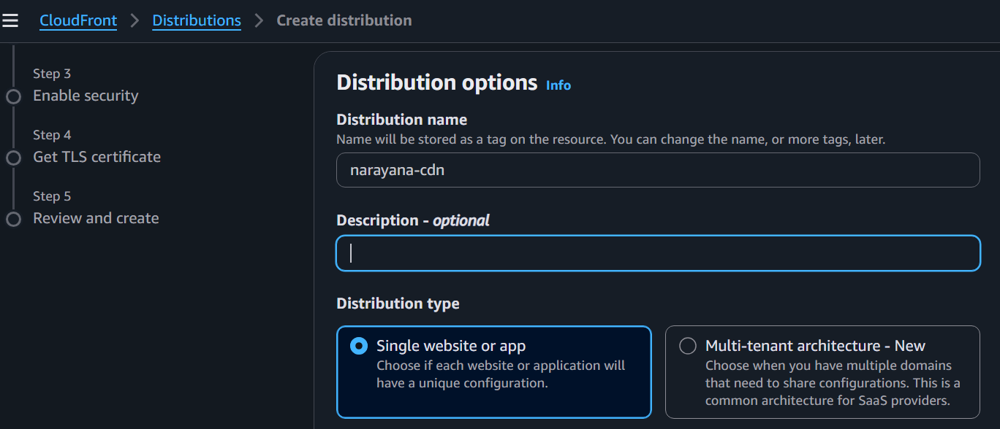 CloudFront > Distributions > Create distribution
Step 3
Enable security
Step 4
Get TLS certificate
Step 5
Review and create
Distribution options Info
Distribution name
Name will be stored as a tag on the resource. You can change the name, or more tags, later.
narayana-cdn
Description - optional
Distribution type
Single website or app
Choose if each website or application will
have a unique configuration.
Multi-tenant architecture - New
Choose when you have multiple domains
that need to share configurations. This is a
common architecture for SaaS providers.